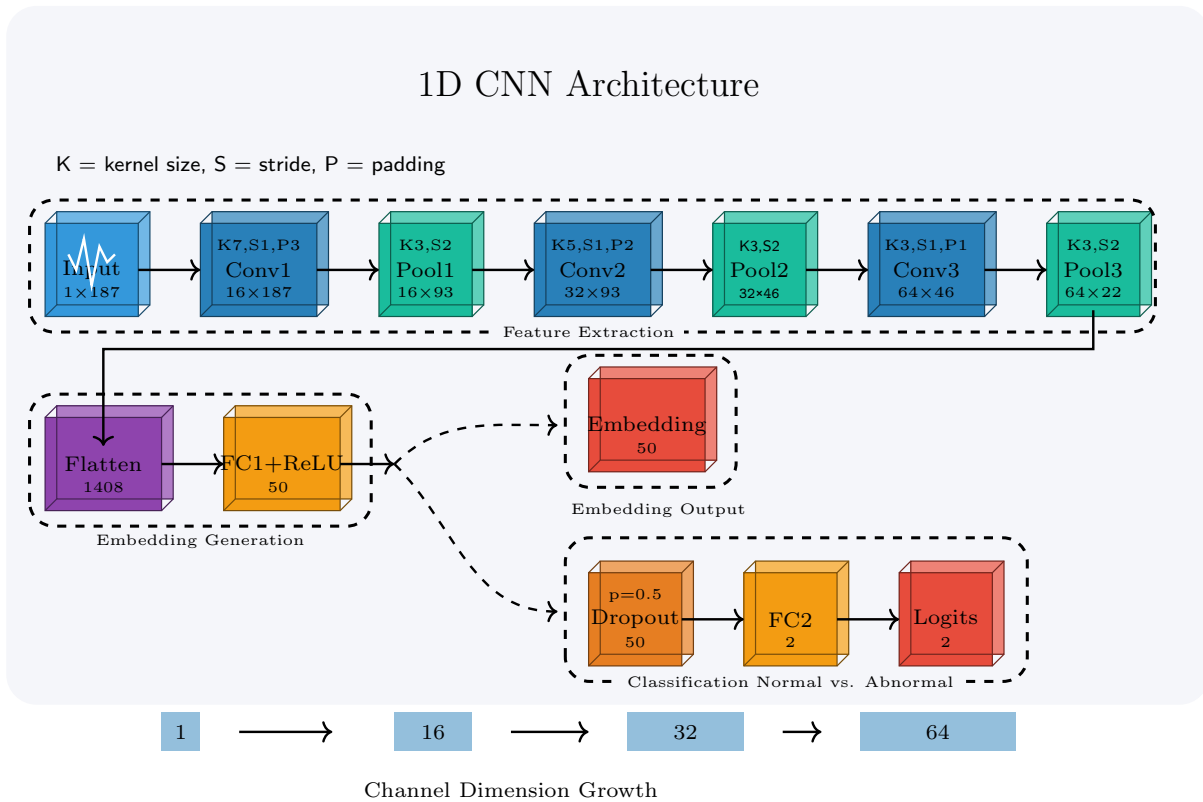 1D CNN Architecture
K = kernel size, S = stride, P = padding
Input
1×187
K7,S1,P3
Conv1
16×187
K3,S2
Pool1
16×93
K5,S1,P2
Conv2
32×93
K3,S2
Pool2
32×46
K3,S1,P1
Conv3
64×46
K3,S2
Pool3
64×22
Feature Extraction
Flatten
1408
FC1+ReLU
50
Embedding Generation
Embedding
50
Embedding Output
p=0.5
Dropout
50
FC2
2
Logits
2
Classification Normal vs. Abnormal
1
16
32
64
Channel Dimension Growth